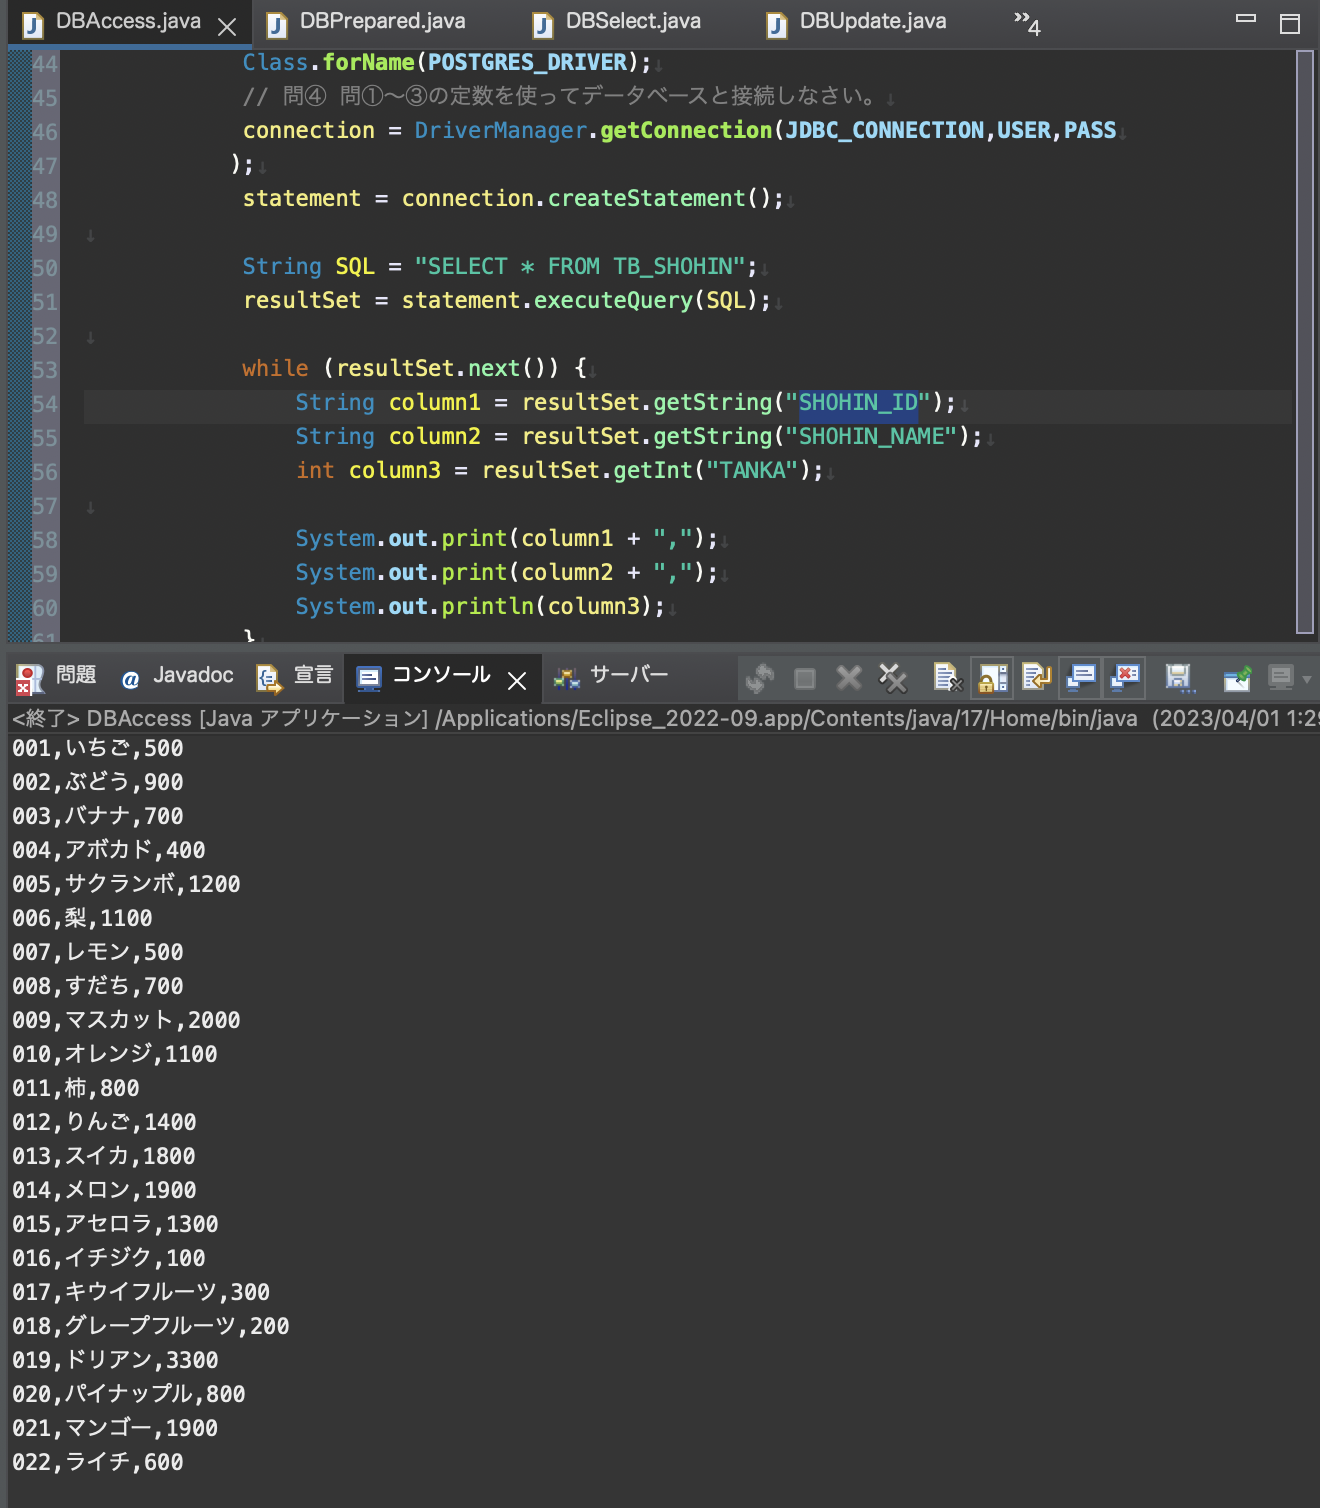 DBAccess.java DBPrepared.java DBSelect.java DBUpdate.java »4
44 Class.forName(POSTGRES_DRIVER);↓
45 // 問④ 問①～③の定数を使ってデータベースと接続しなさい。↓
46 connection = DriverManager.getConnection(JDBC_CONNECTION,USER,PASS↓
47 );↓
48 statement = connection.createStatement();↓
49 ↓
50 String SQL = "SELECT * FROM TB_SHOHIN";↓
51 resultSet = statement.executeQuery(SQL);↓
52 ↓
53 while (resultSet.next()) {↓
54 String column1 = resultSet.getString("SHOHIN_ID");↓
55 String column2 = resultSet.getString("SHOHIN_NAME");↓
56 int column3 = resultSet.getInt("TANKA");↓
57 ↓
58 System.out.print(column1 + ",");↓
59 System.out.print(column2 + ",");↓
60 System.out.println(column3);↓
61 }
問題 @ Javadoc 宣言 コンソール サーバー
<終了> DBAccess [Java アプリケーション] /Applications/Eclipse_2022-09.app/Contents/java/17/Home/bin/java (2023/04/01 1:29
001,いちご,500
002,ぶどう,900
003,バナナ,700
004,アボカド,400
005,サクランボ,1200
006,梨,1100
007,レモン,500
008,すだち,700
009,マスカット,2000
010,オレンジ,1100
011,柿,800
012,りんご,1400
013,スイカ,1800
014,メロン,1900
015,アセロラ,1300
016,イチジク,100
017,キウイフルーツ,300
018,グレープフルーツ,200
019,ドリアン,3300
020,パイナップル,800
021,マンゴー,1900
022,ライチ,600